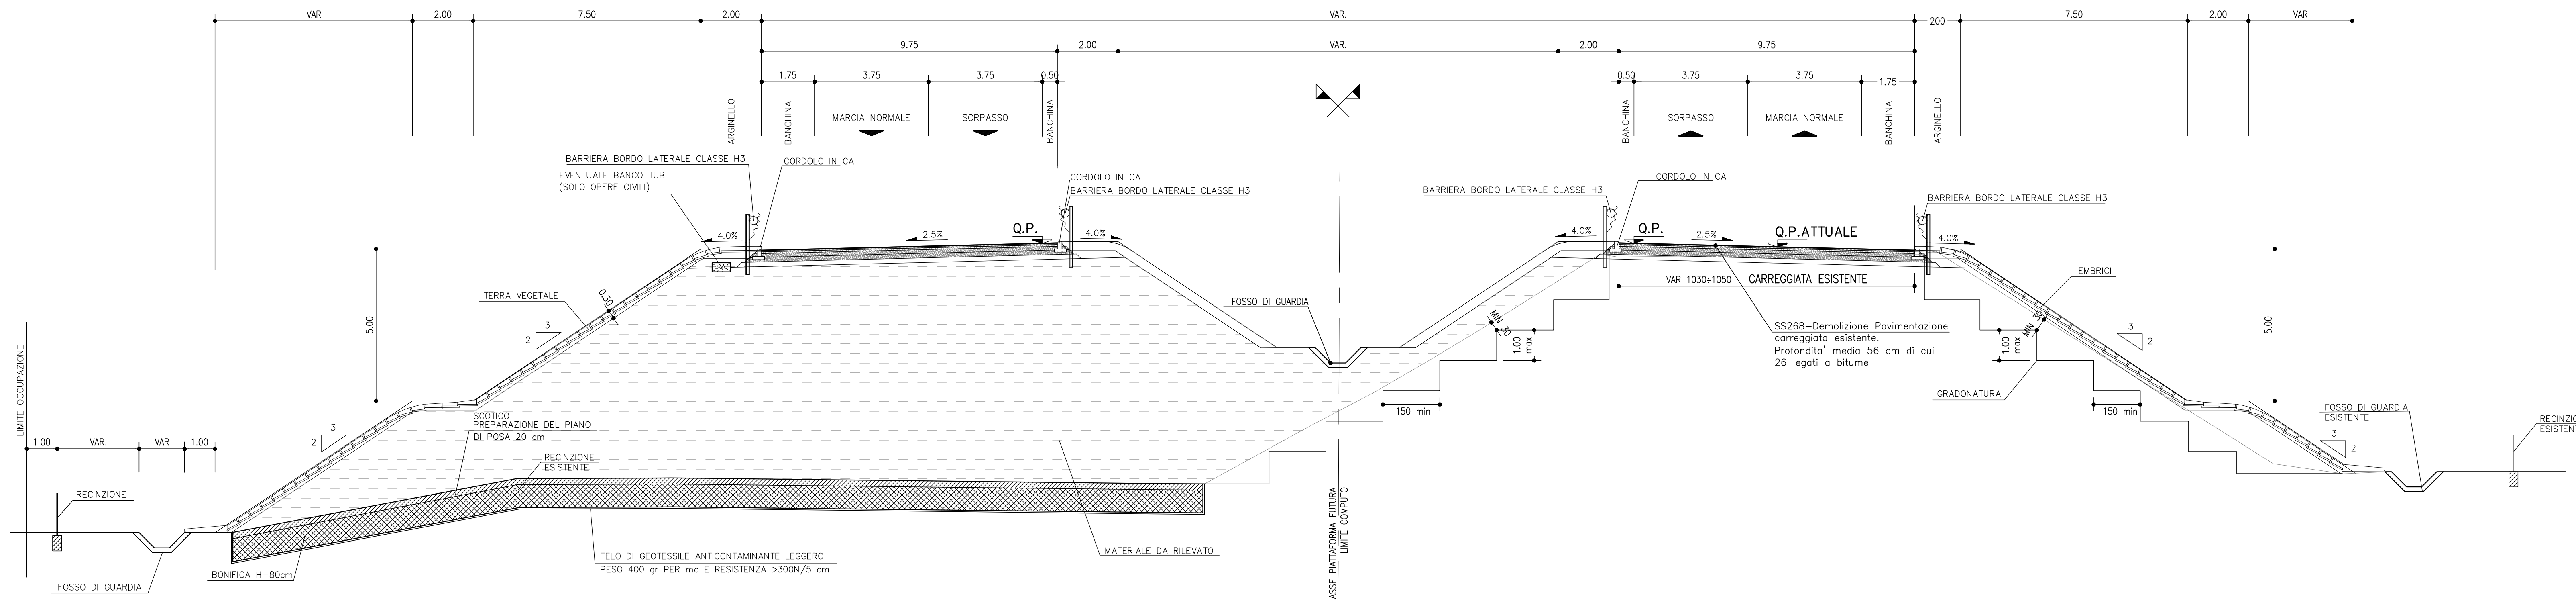 VAR
2.00
7.50
2.00
VAR.
200
7.50
2.00
VAR
9.75
2.00
VAR.
2.00
9.75
1.75
3.75
3.75
0.50
0.50
3.75
3.75
1.75
ARGINELLO
BANCHINA
MARCIA NORMALE
SORPASSO
BANCHINA
BANCHINA
SORPASSO
MARCIA NORMALE
BANCHINA
ARGINELLO
BARRIERA BORDO LATERALE CLASSE H3
CORDOLO IN CA
EVENTUALE BANCO TUBI
(SOLO OPERE CIVILI)
CORDOLO IN CA
BARRIERA BORDO LATERALE CLASSE H3
BARRIERA BORDO LATERALE CLASSE H3
CORDOLO IN CA
BARRIERA BORDO LATERALE CLASSE H3
4.0%
2.5%
Q.P.
4.0%
4.0%
Q.P.
2.5%
Q.P.ATTUALE
4.0%
VAR 1030÷1050 - CARREGGIATA ESISTENTE
EMBRICI
TERRA VEGETALE
0.30
FOSSO DI GUARDIA
5.00
3
2
MIN 30
1.00
max
SS268-Demolizione Pavimentazione
carreggiata esistente.
Profondita' media 56 cm di cui
26 legati a bitume
MIN 30
1.00
max
3
2
5.00
LIMITE OCCUPAZIONE
150 min
GRADONATURA
150 min
FOSSO DI GUARDIA
ESISTENTE
RECINZIO
ESISTENT
1.00
VAR.
VAR
1.00
3
2
SCOTICO
PREPARAZIONE DEL PIANO
DI POSA 20 cm
RECINZIONE
ESISTENTE
3
2
RECINZIONE
FOSSO DI GUARDIA
BONIFICA H=80cm
TELO DI GEOTESSILE ANTICONTAMINANTE LEGGERO
PESO 400 gr PER mq E RESISTENZA >300N/5 cm
MATERIALE DA RILEVATO
ASSE PIATTAFORMA FUTURA
LIMITE COMPUTO